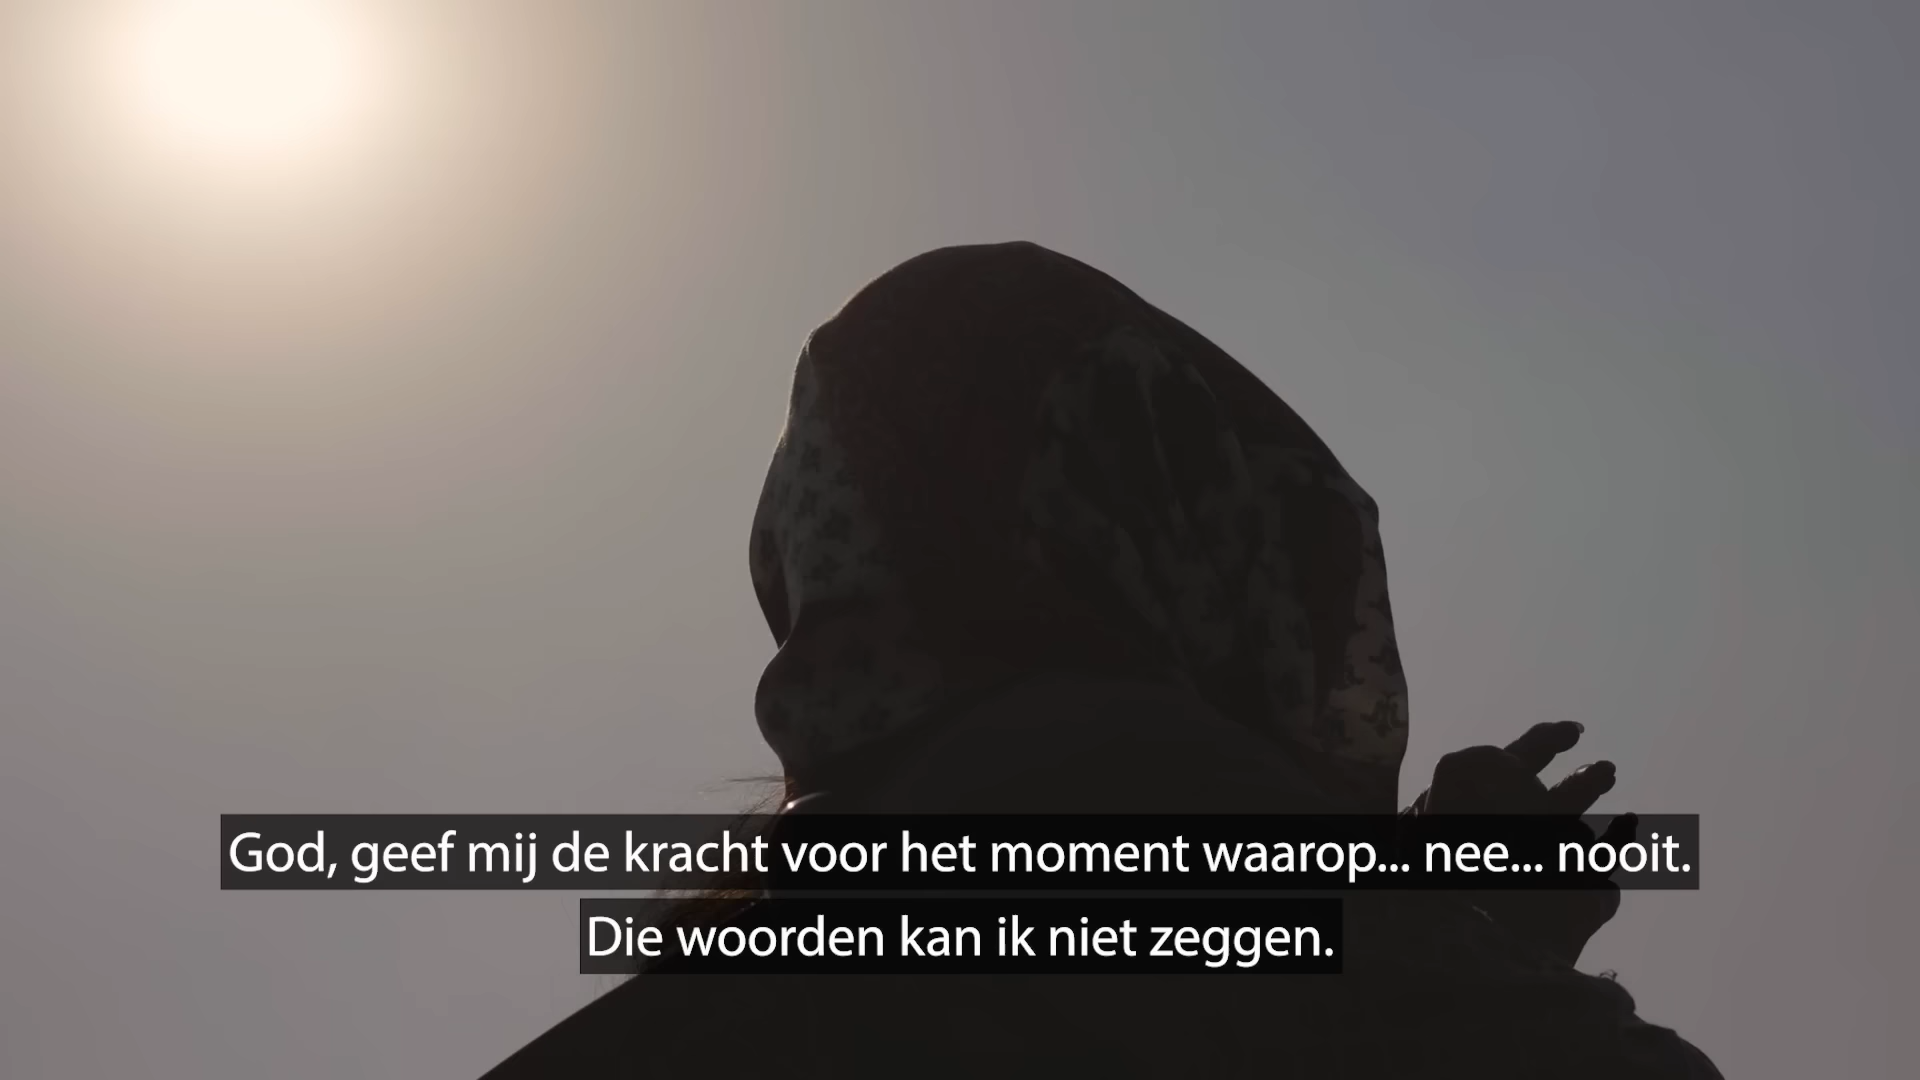 God, geef mij de kracht voor het moment waarop... nee... nooit.
Die woorden kan ik niet zeggen.